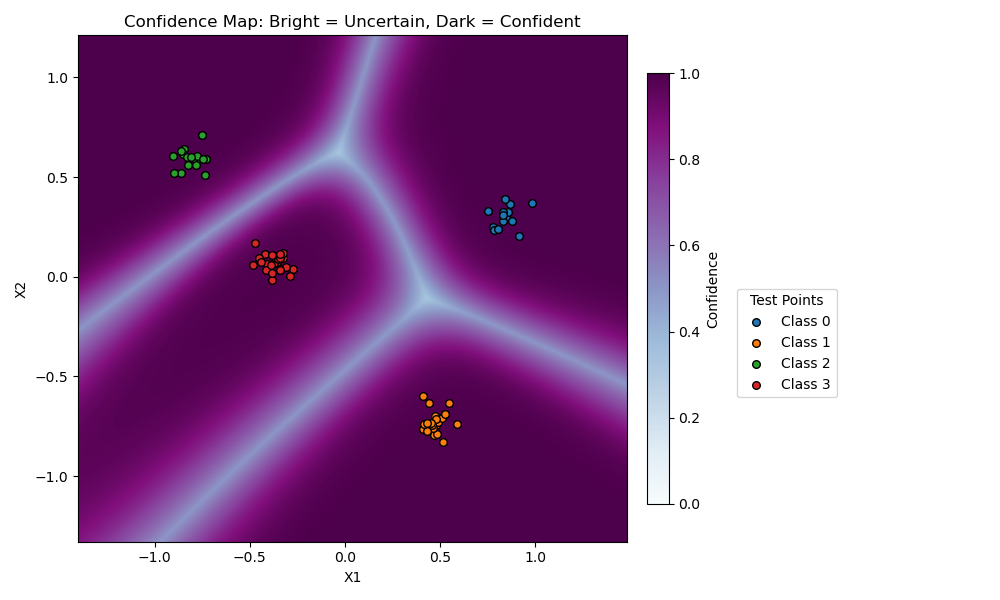 Confidence Map: Bright = Uncertain, Dark = Confident
1.0
0.5
0.0
−0.5
−1.0
X2
−1.0
−0.5
0.0
0.5
1.0
X1
1.0
0.8
0.6
0.4
0.2
0.0
Confidence
Test Points
Class 0
Class 1
Class 2
Class 3